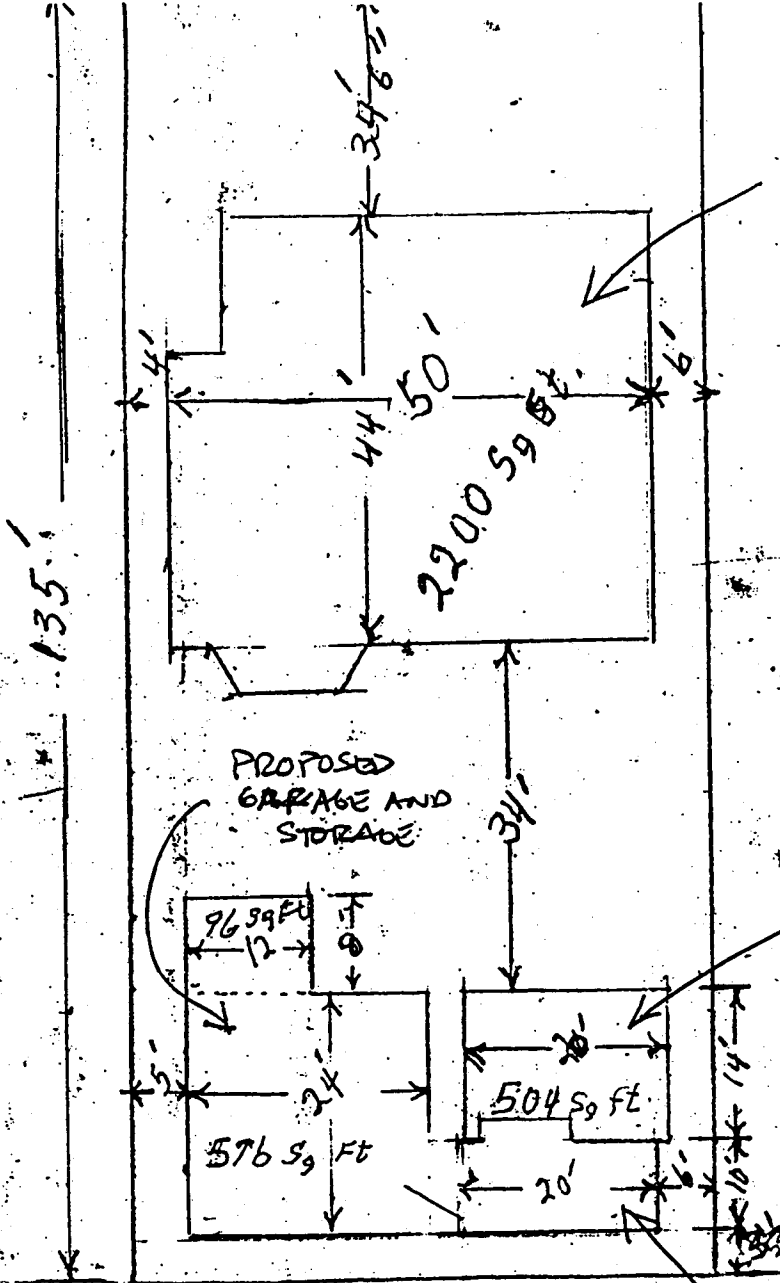 34'6"
4'
50'
6'
44'
2200 Sq ft.
135'
PROPOSED
GARAGE AND
STORAGE
34'
96 sq Ft
12
8'
5'
24'
14'
504 Sq ft
576 Sq Ft
20'
6'
10'